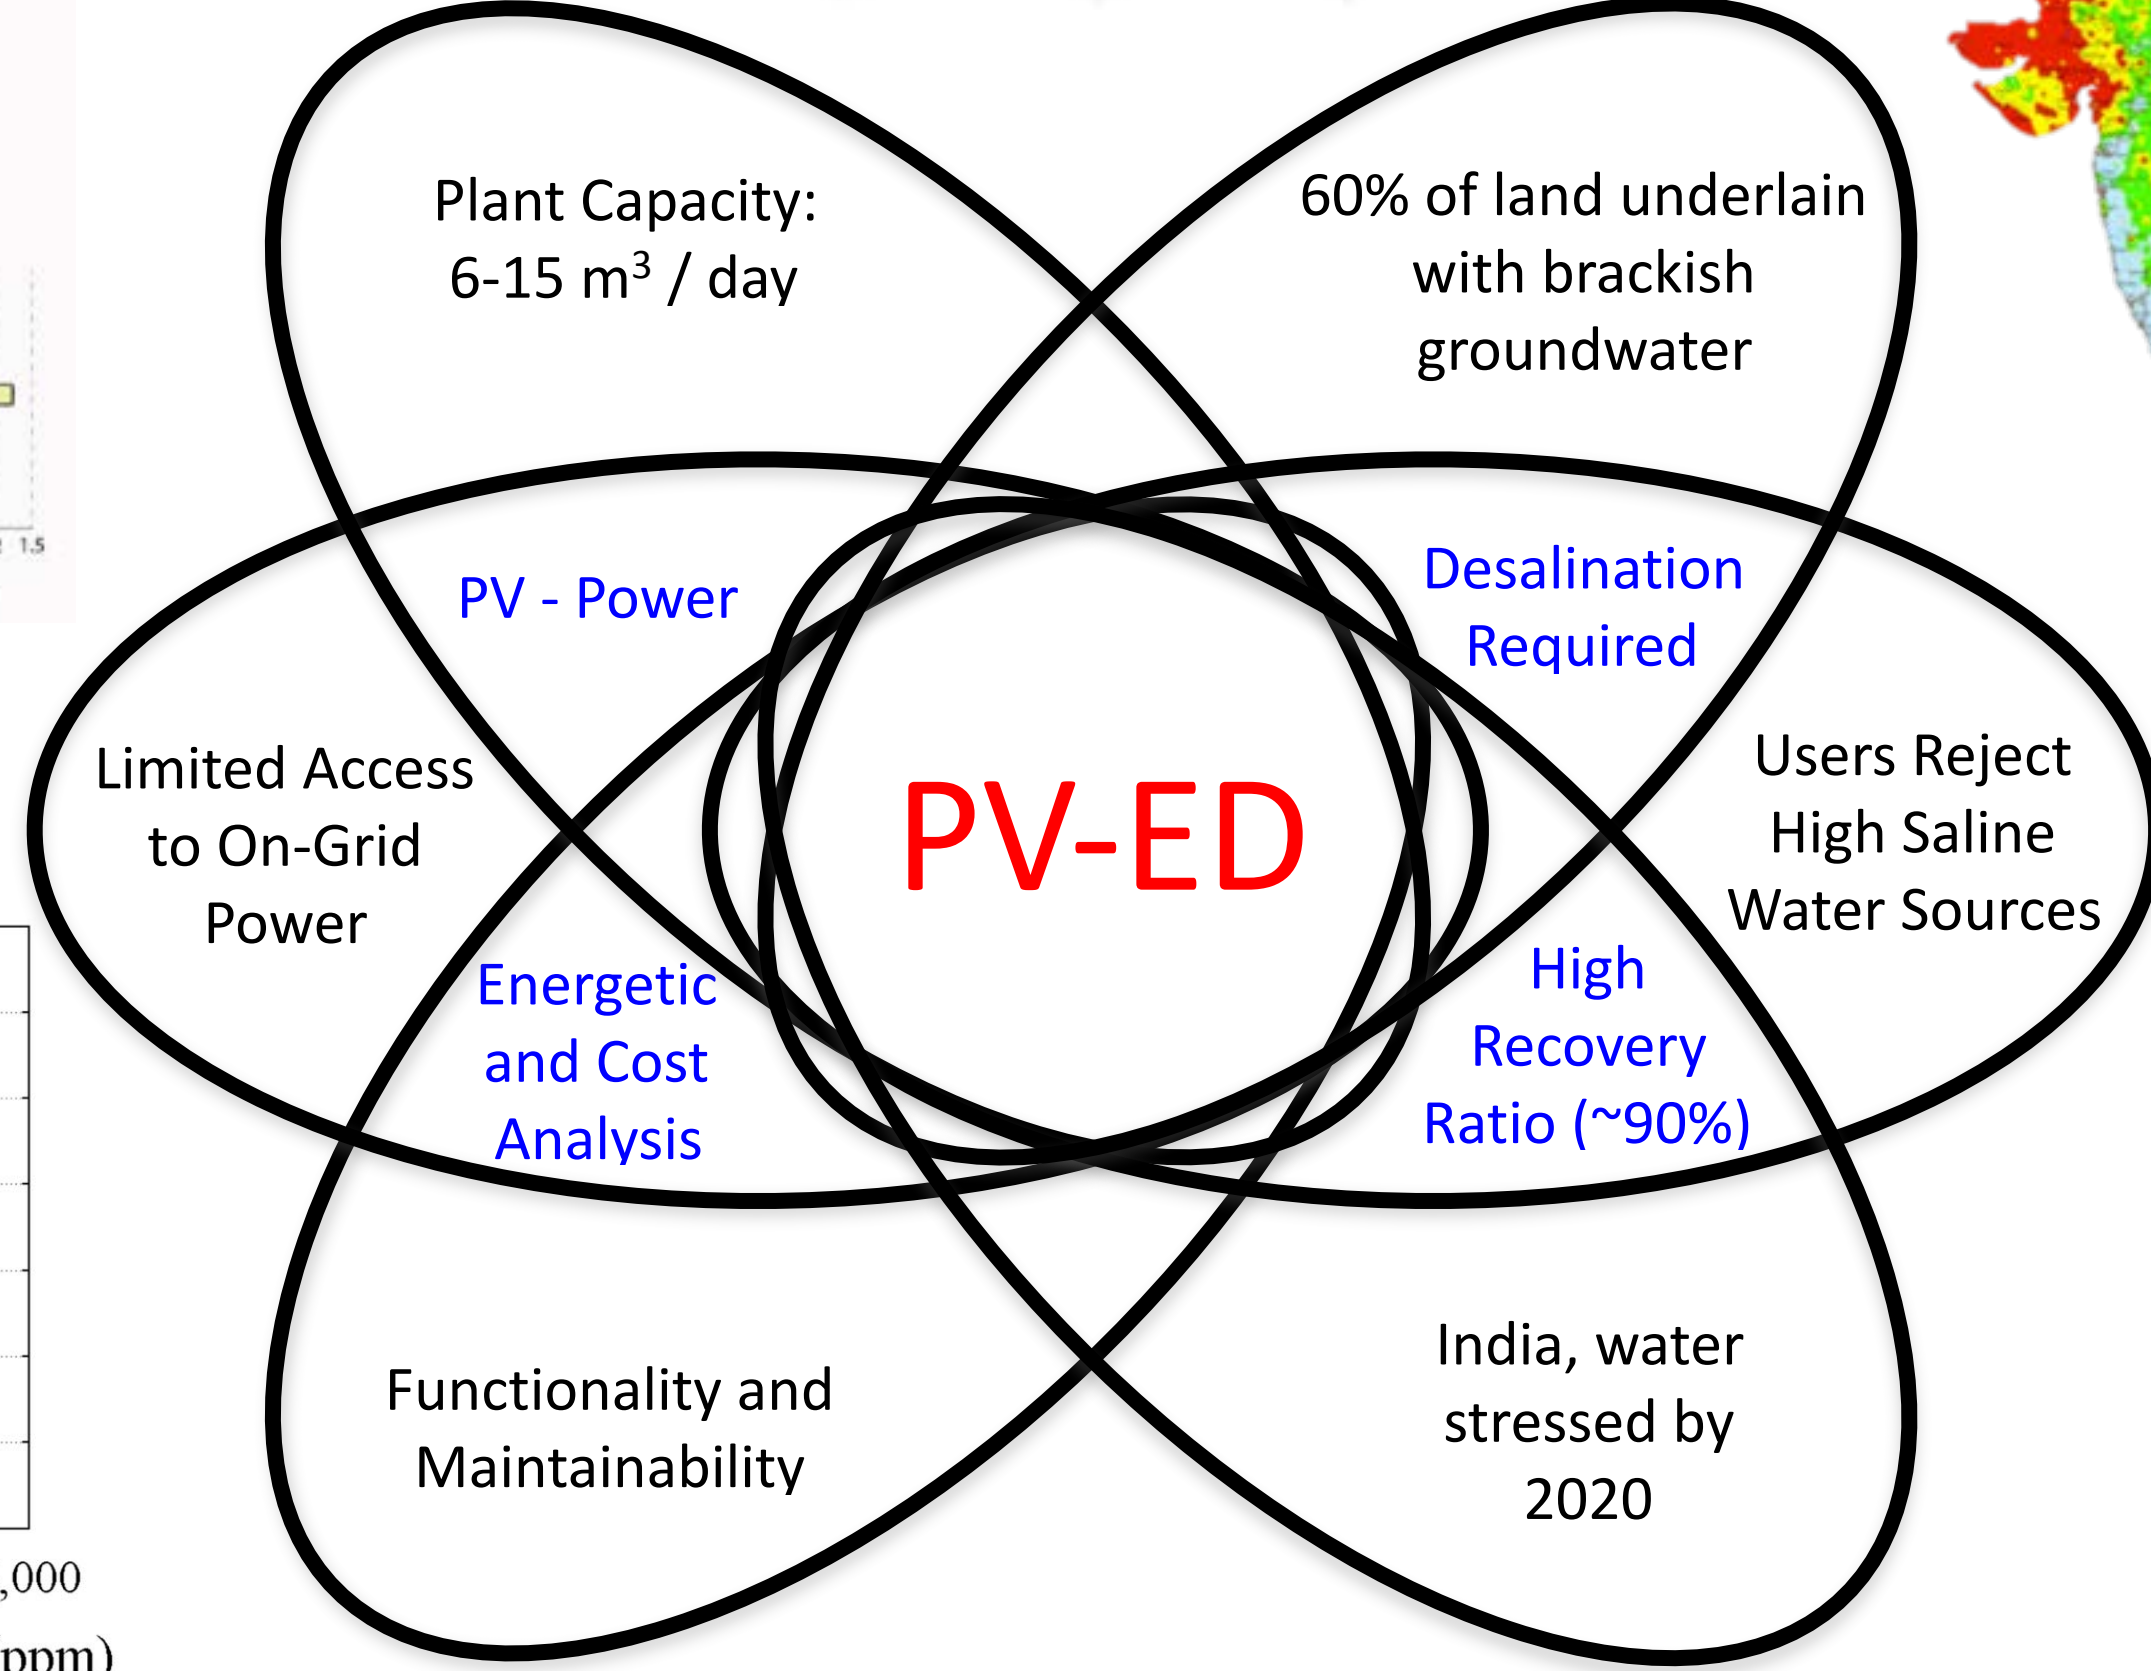 Plant Capacity:
6-15 m³ / day
60% of land underlain
with brackish
groundwater
1.5
PV - Power
Desalination
Required
Limited Access
to On-Grid
Power
PV-ED
Users Reject
High Saline
Water Sources
Energetic
and Cost
Analysis
High
Recovery
Ratio (~90%)
Functionality and
Maintainability
India, water
stressed by
2020
,000
ppm)